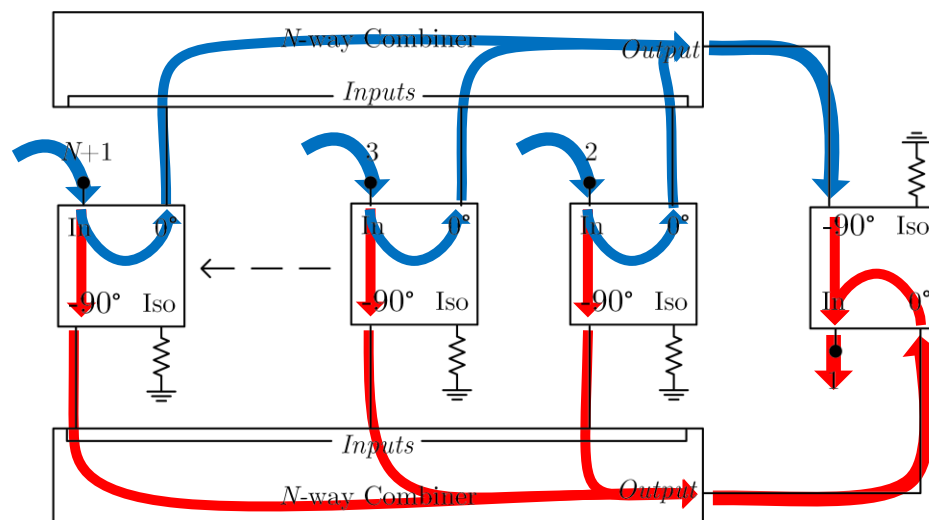 N-way Combiner
Output
Inputs
N+1
3
2
In 0°
In 0°
In 0°
-90° Iso
-90° Iso
-90° Iso
-90° Iso
In 0°
1
Inputs
N-way Combiner
Output